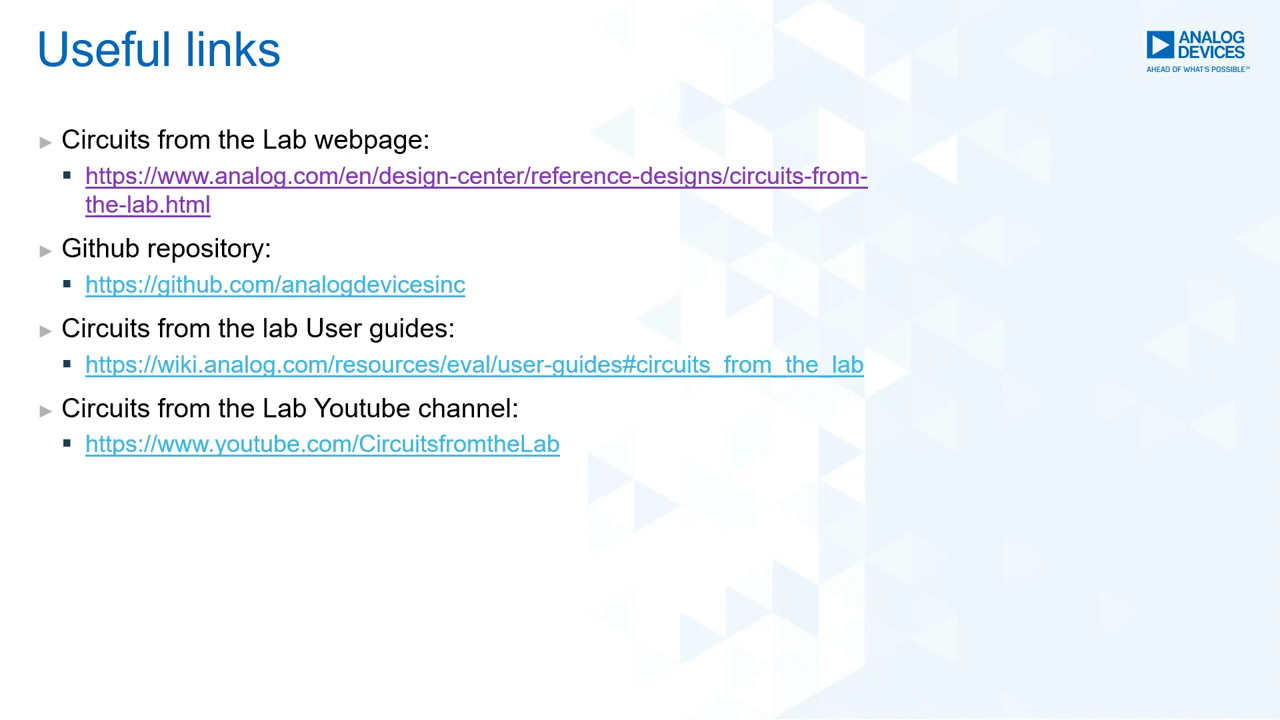 Useful links
ANALOG
DEVICES
AHEAD OF WHAT'S POSSIBLE™
Circuits from the Lab webpage:
https://www.analog.com/en/design-center/reference-designs/circuits-from-
the-lab.html
Github repository:
https://github.com/analogdevicesinc
Circuits from the lab User guides:
https://wiki.analog.com/resources/eval/user-guides#circuits_from_the_lab
Circuits from the Lab Youtube channel:
https://www.youtube.com/CircuitsfromtheLab